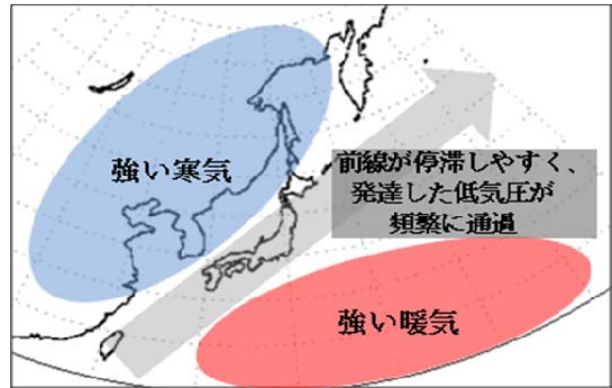 強い寒気
前線が停滞しやすく、
発達した低気圧が
頻繁に通過
強い暖気